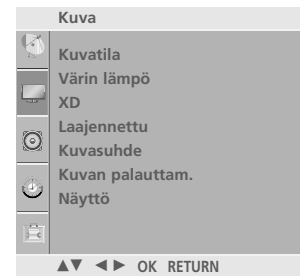 Kuva
Kuvatila
Värin lämpö
XD
Laajennettu
Kuvasuhde
Kuvan palauttam.
Näyttö
▲▼ ◄► OK RETURN